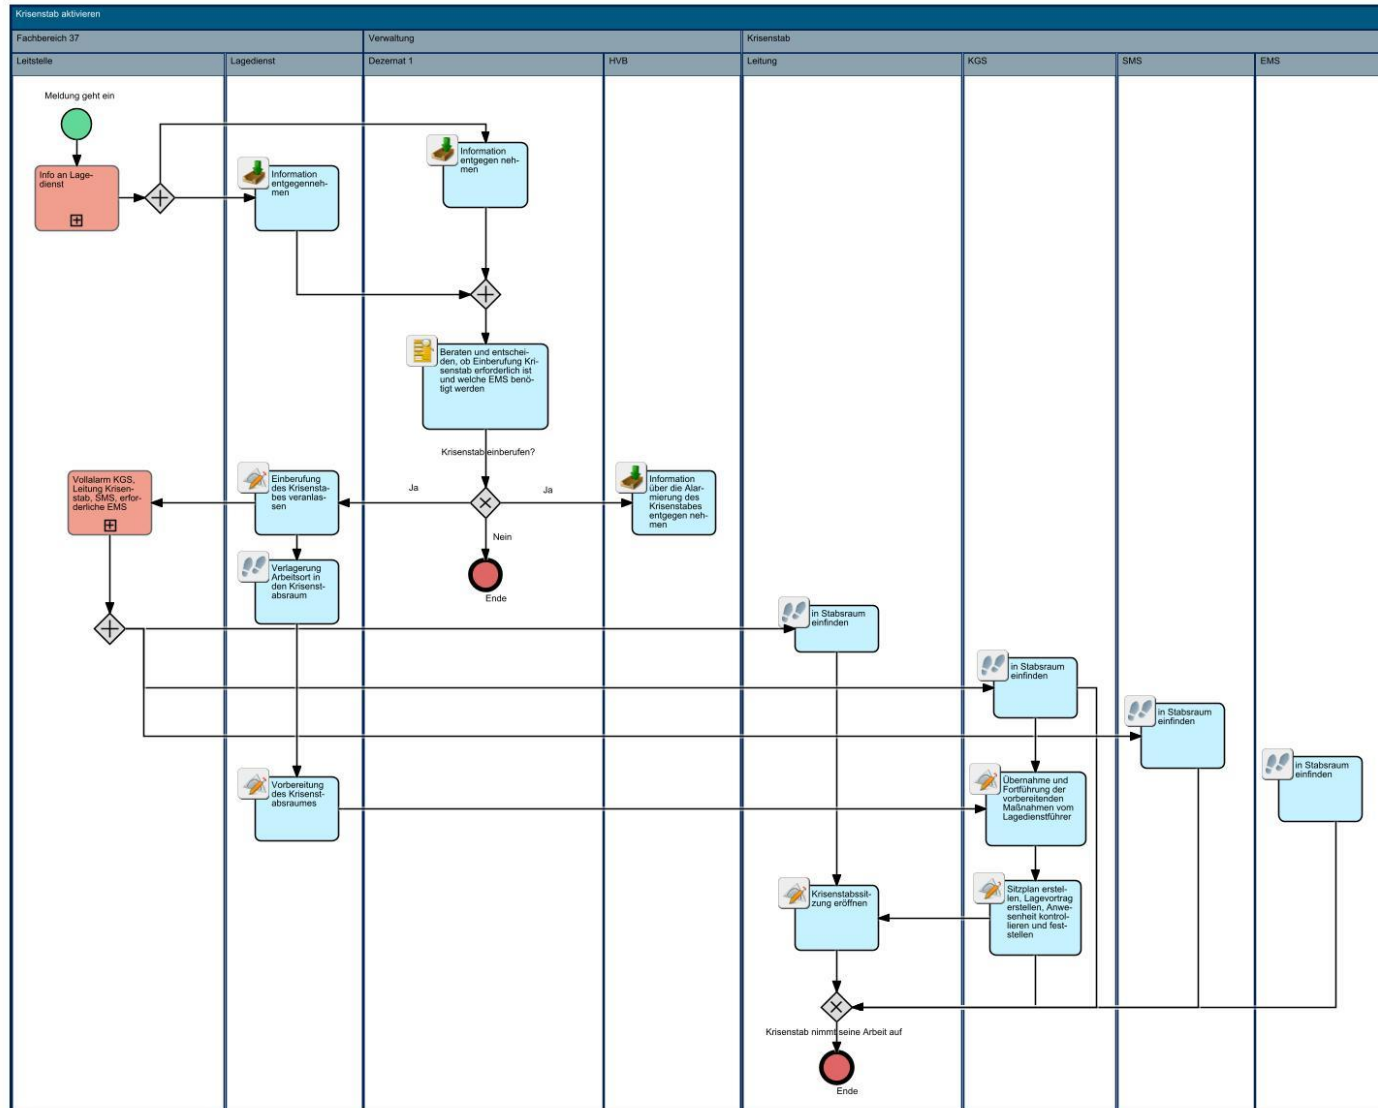 Krisenstab aktivieren
Fachbereich 37
Verwaltung
Krisenstab
Leitstelle
Lagedienst
Dezernat 1
HVB
Leitung
KGS
SMS
EMS
Meldung geht ein
Info an Lage-
dienst
Information
entgegenneh-
men
Information
entgegen neh-
men
Beraten und entschei-
den, ob Einberufung Kri-
senstab erforderlich ist
und welche EMS benö-
tigt werden
Krisenstab einberufen?
Vollalarm KGS,
Leitung Krisen-
stab, SMS, erfor-
derliche EMS
Einberufung
des Krisensta-
bes veranlas-
sen
Ja
Ja
Information
über die Alar-
mierung des
Krisenstabes
entgegen neh-
men
Nein
Verlagerung
Arbeitsort in
den Krisenst-
absraum
Ende
in Stabsraum
einfinden
in Stabsraum
einfinden
in Stabsraum
einfinden
in Stabsraum
einfinden
Vorbereitung
des Krisenst-
absraumes
Übernahme und
Fortführung der
vorbereitenden
Maßnahmen vom
Lagedienstführer
Krisenstabssit-
zung eröffnen
Sitzplan erstel-
len, Lagevortrag
erstellen, Anwe-
senheit kontrol-
lieren und fest-
stellen
Krisenstab nimmt seine Arbeit auf
Ende